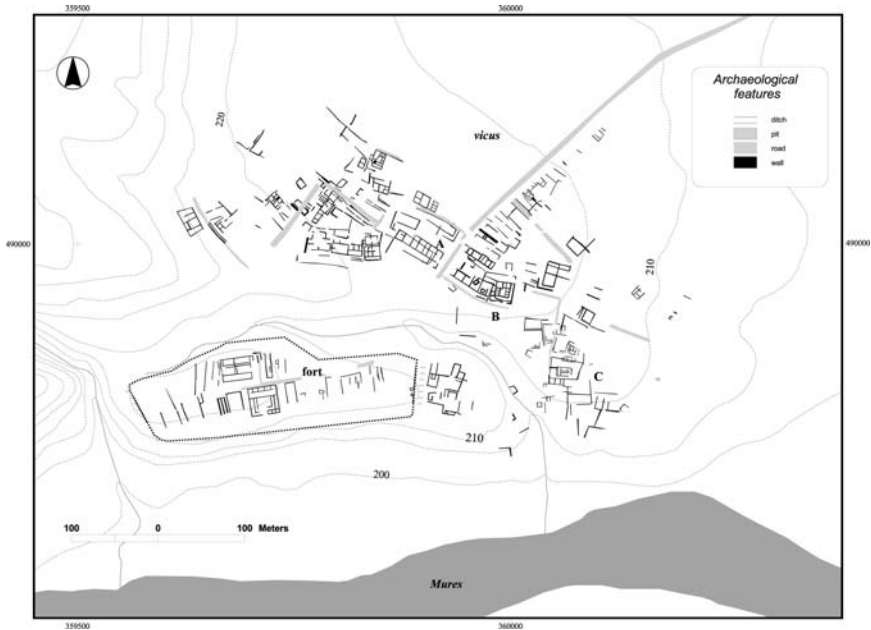 359500
360000
Archaeological
features
ditch
pit
road
wall
220
vicus
490000
490000
A
210
B
fort
C
210
200
100
0
100 Meters
Mures
359500
360000